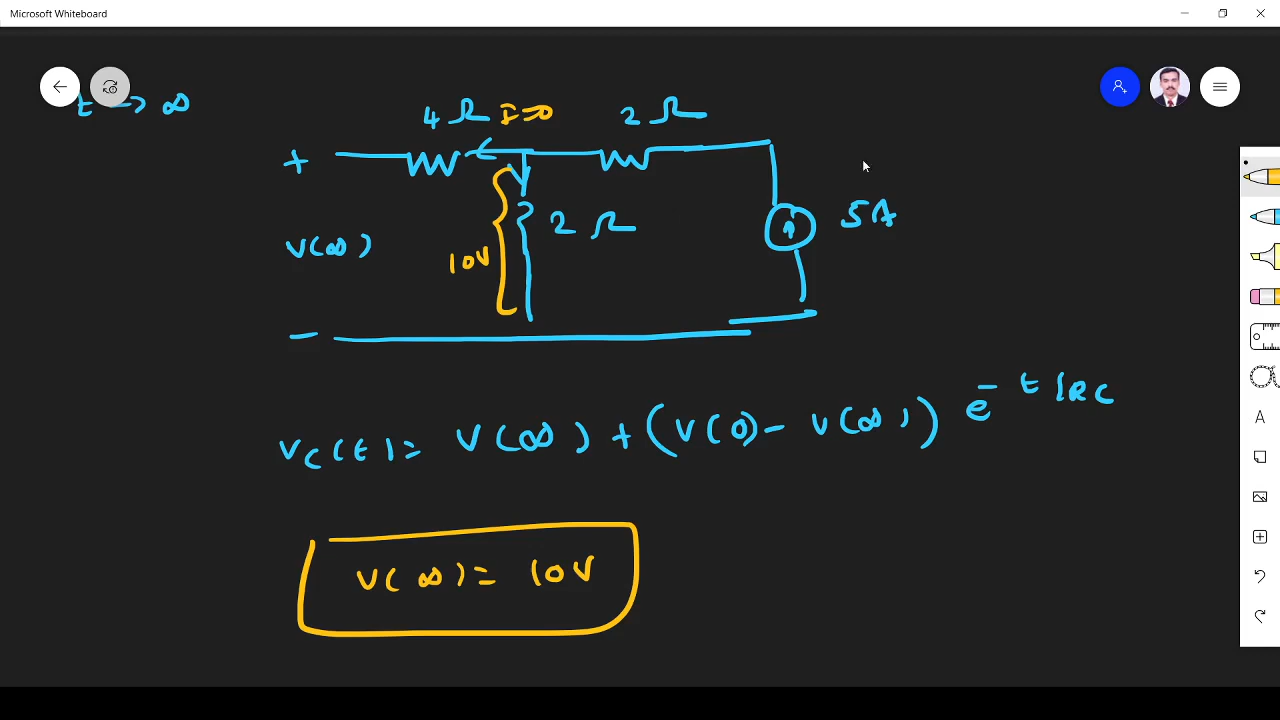 Microsoft Whiteboard
t → ∞
4 Ω I=0 2 Ω
+
2 Ω 5A
V(∞) 10V
−
Vc(t) = V(∞) + (V(0) − V(∞)) e^−t/RC
V(∞) = 10V
A